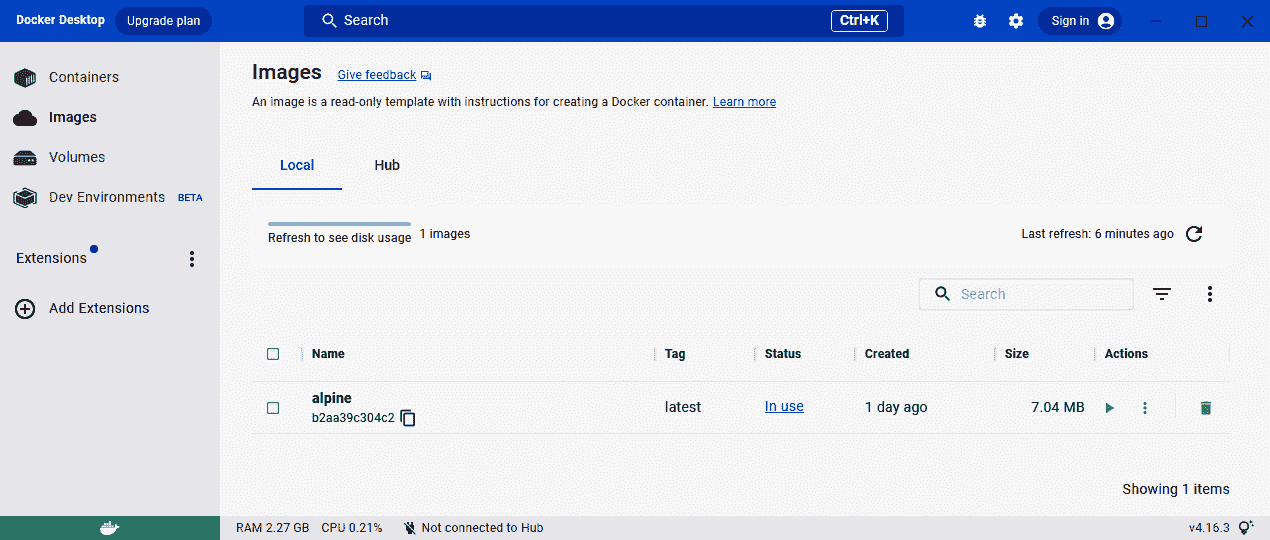 Docker Desktop Upgrade plan Search Ctrl+K Sign in
Containers
Images
Volumes
Dev Environments BETA
Extensions
Add Extensions
Images Give feedback
An image is a read-only template with instructions for creating a Docker container. Learn more
Local Hub
Refresh to see disk usage 1 images Last refresh: 6 minutes ago
Search
Name Tag Status Created Size Actions
alpine
b2aa39c304c2 latest In use 1 day ago 7.04 MB
Showing 1 items
RAM 2.27 GB CPU 0.21% Not connected to Hub v4.16.3